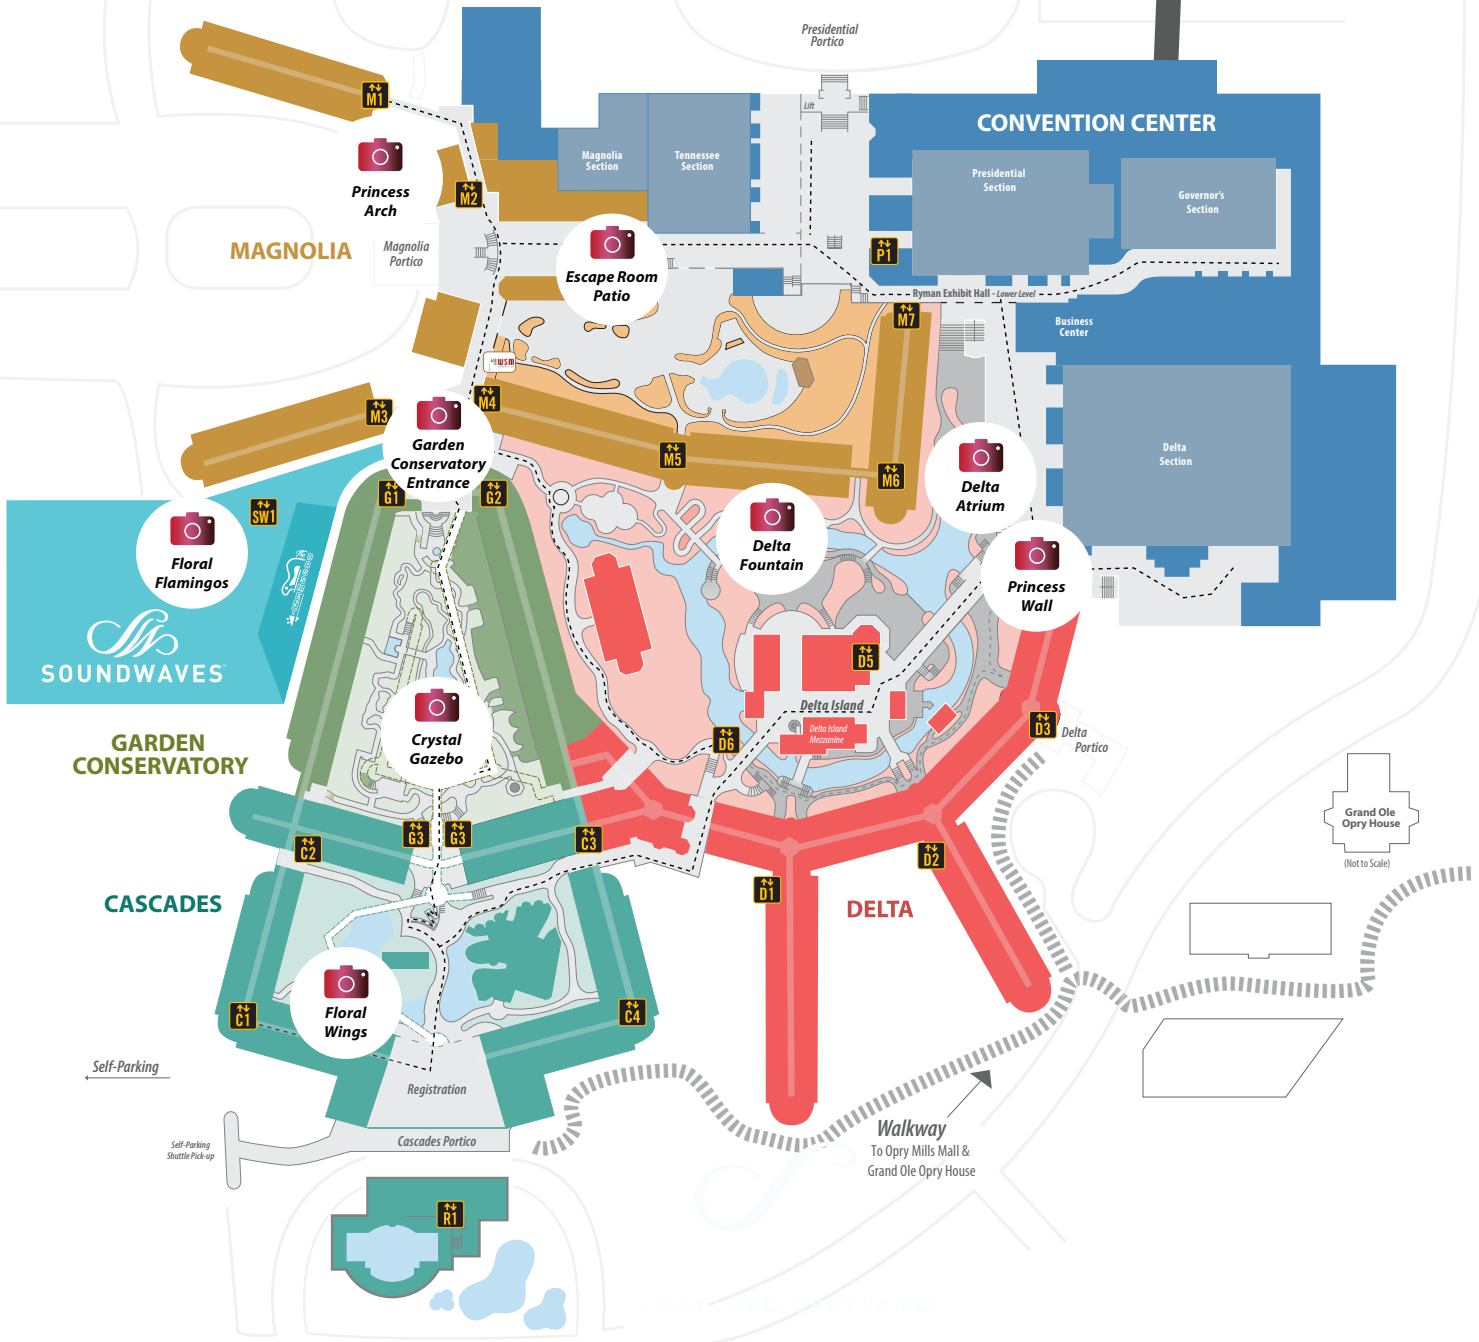 Presidential
Portico
Lift
M1
CONVENTION CENTER
Magnolia
Section
Tennessee
Section
Presidential
Section
Governor's
Section
Princess
Arch
M2
MAGNOLIA
Magnolia
Portico
Escape Room
Patio
P1
Ryman Exhibit Hall - Lower Level
M7
Business
Center
WSM
M3
M4
Garden
Conservatory
Entrance
M5
M6
Delta
Section
Delta
Atrium
G1
G2
SW1
Floral
Flamingos
Delta
Fountain
Princess
Wall
SOUNDWAVES
D5
Delta Island
Delta Island
Mezzanine
D6
D3
Delta
Portico
GARDEN
CONSERVATORY
Crystal
Gazebo
Grand Ole
Opry House
(Not to Scale)
C2
G3
G3
C3
D2
D1
CASCADES
DELTA
Floral
Wings
C1
C4
Self-Parking
Registration
Cascades Portico
Self-Parking
Shuttle Pick-up
Walkway
To Opry Mills Mall &
Grand Ole Opry House
R1
GAYLORD OPRYLAND